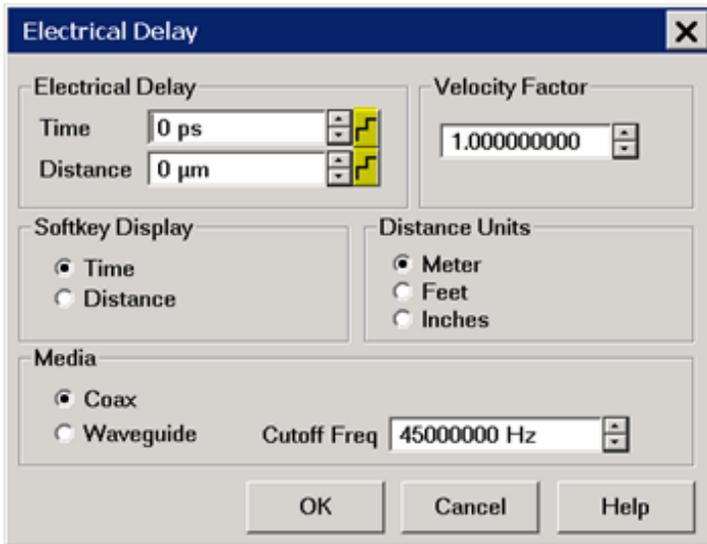 Electrical Delay
Electrical Delay
Time 0 ps
Distance 0 µm
Velocity Factor
1.000000000
Softkey Display
Time
Distance
Distance Units
Meter
Feet
Inches
Media
Coax
Waveguide
Cutoff Freq 45000000 Hz
OK
Cancel
Help